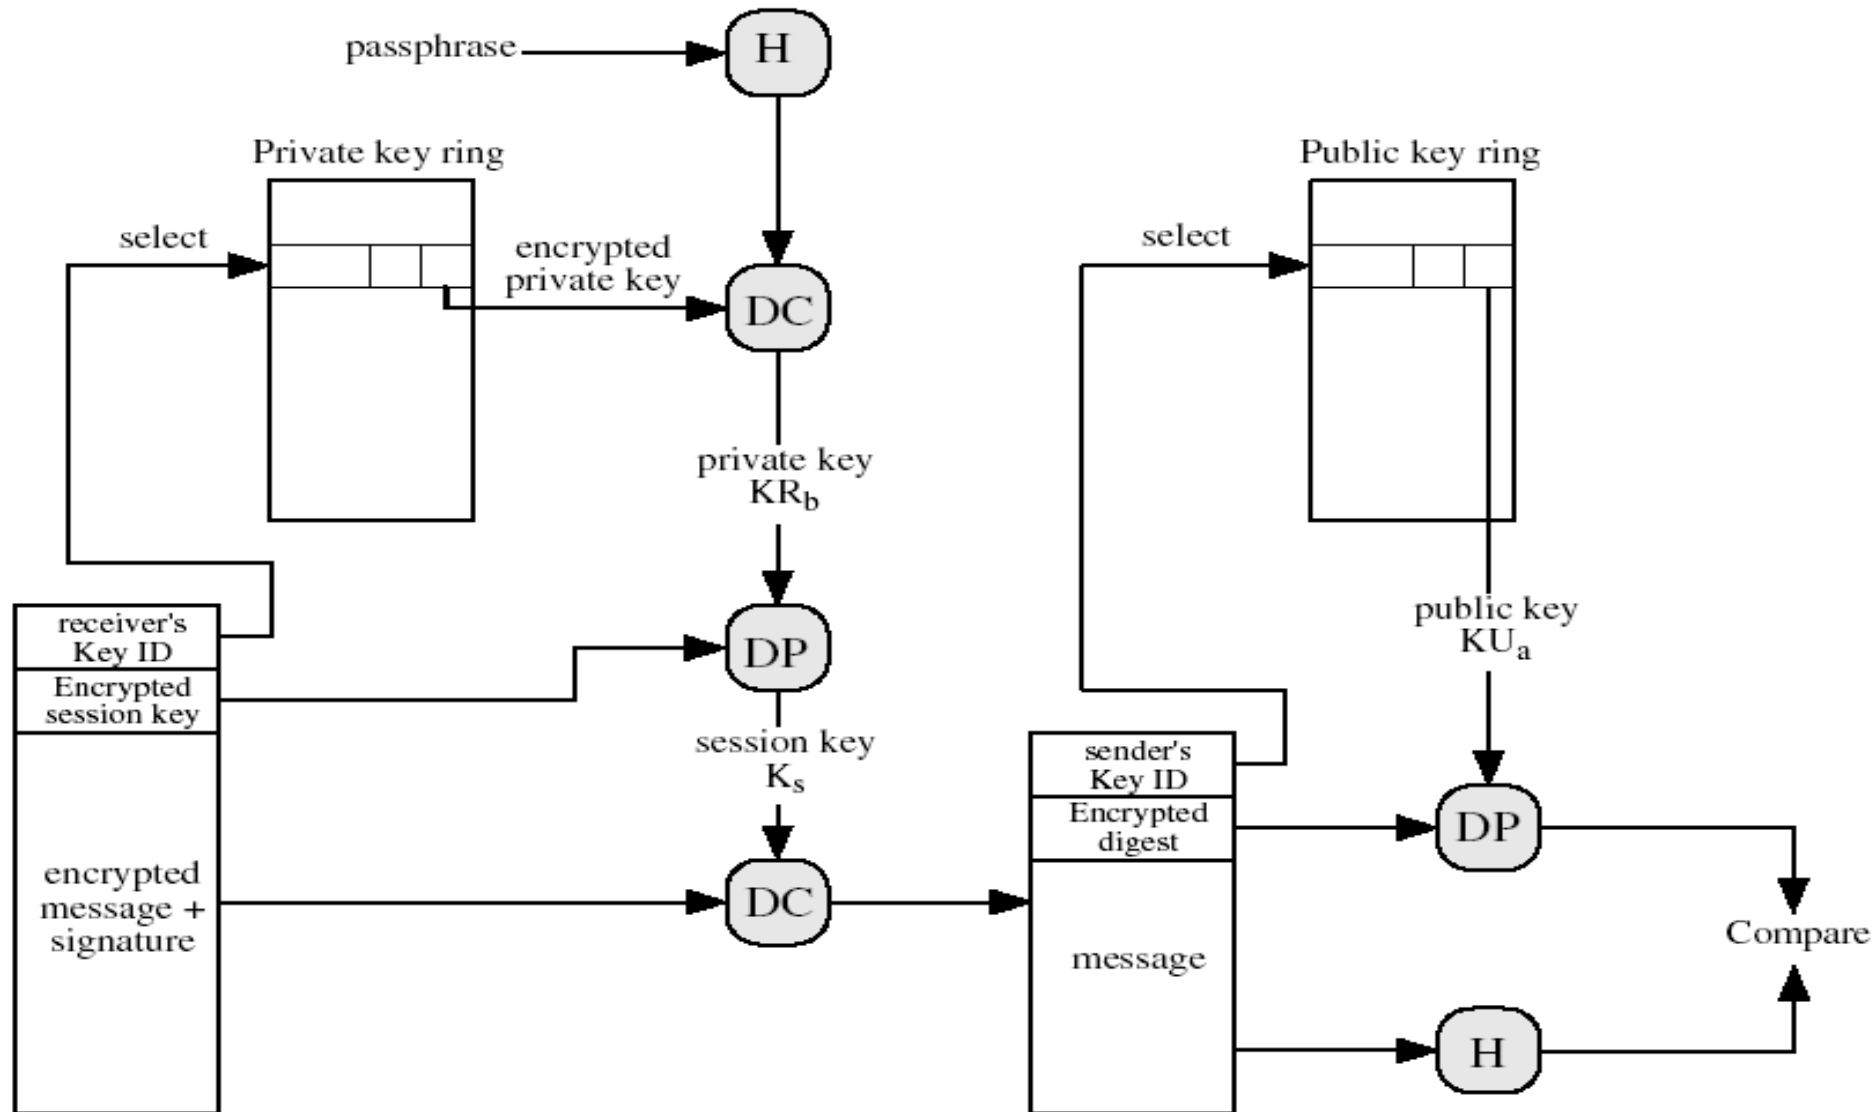 passphrase
H
Private key ring
Public key ring
select
encrypted
private key
select
DC
private key
KRb
receiver's
Key ID
Encrypted
session key
encrypted
message +
signature
DP
session key
Ks
DC
public key
KUa
sender's
Key ID
Encrypted
digest
message
DP
Compare
H